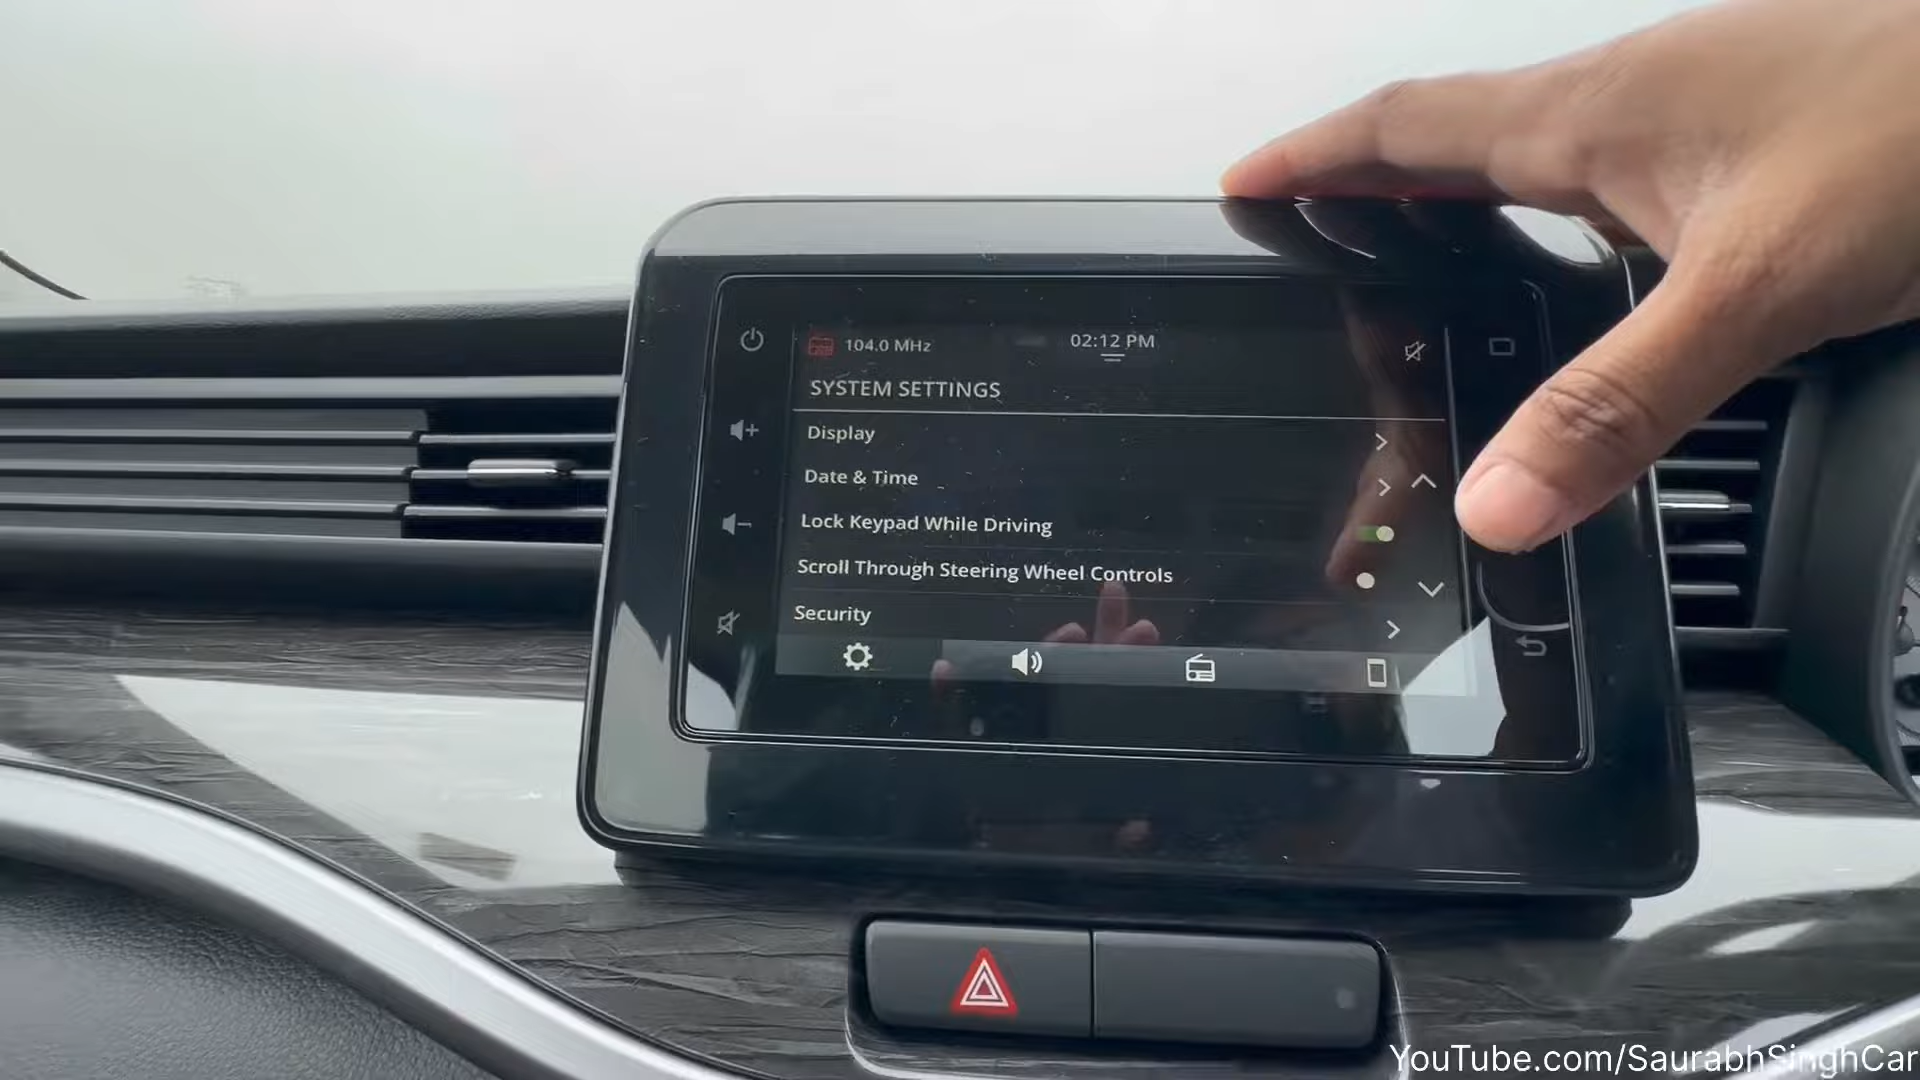 104.0 MHz
02:12 PM
SYSTEM SETTINGS
Display
Date & Time
Lock Keypad While Driving
Scroll Through Steering Wheel Controls
Security
YouTube.com/SaurabhSinghCar